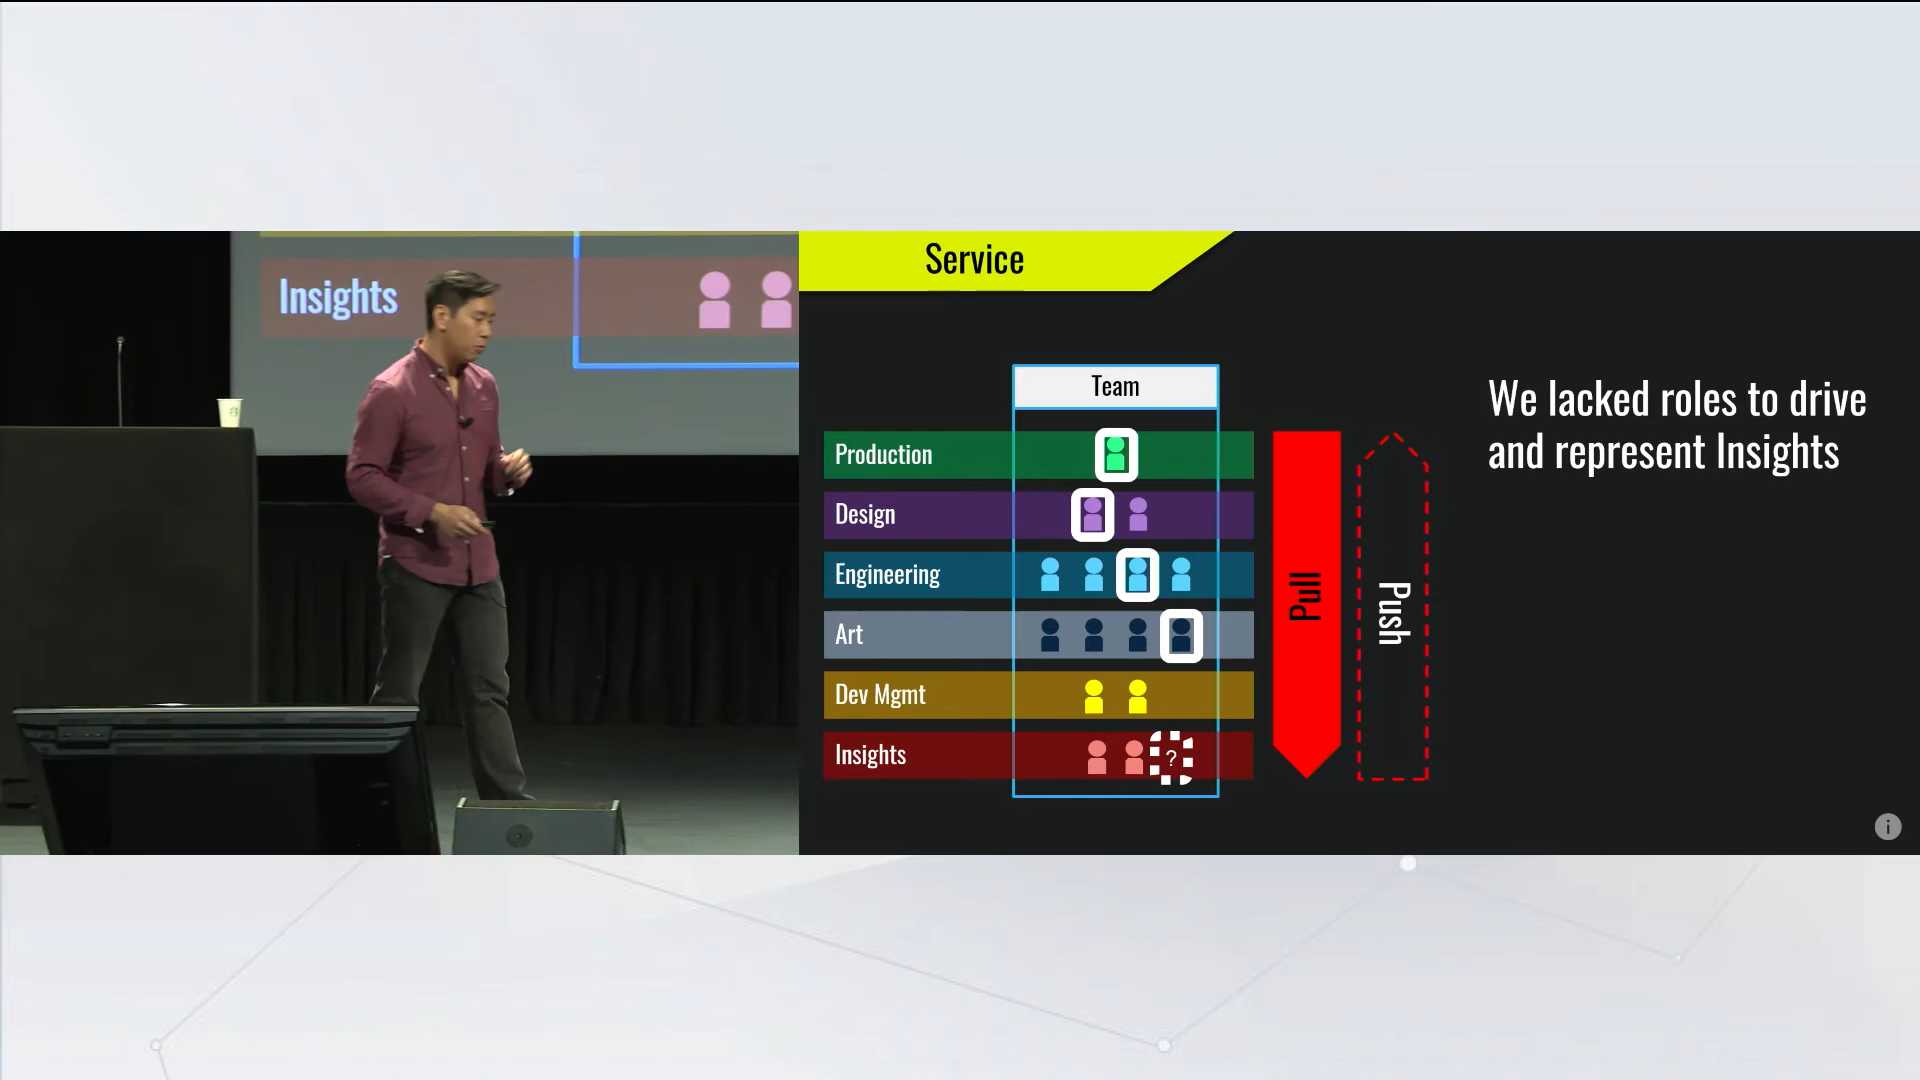 Insights
Service
Team
Production
Design
Engineering
Art
Dev Mgmt
Insights
?
Pull
Push
We lacked roles to drive
and represent Insights
i